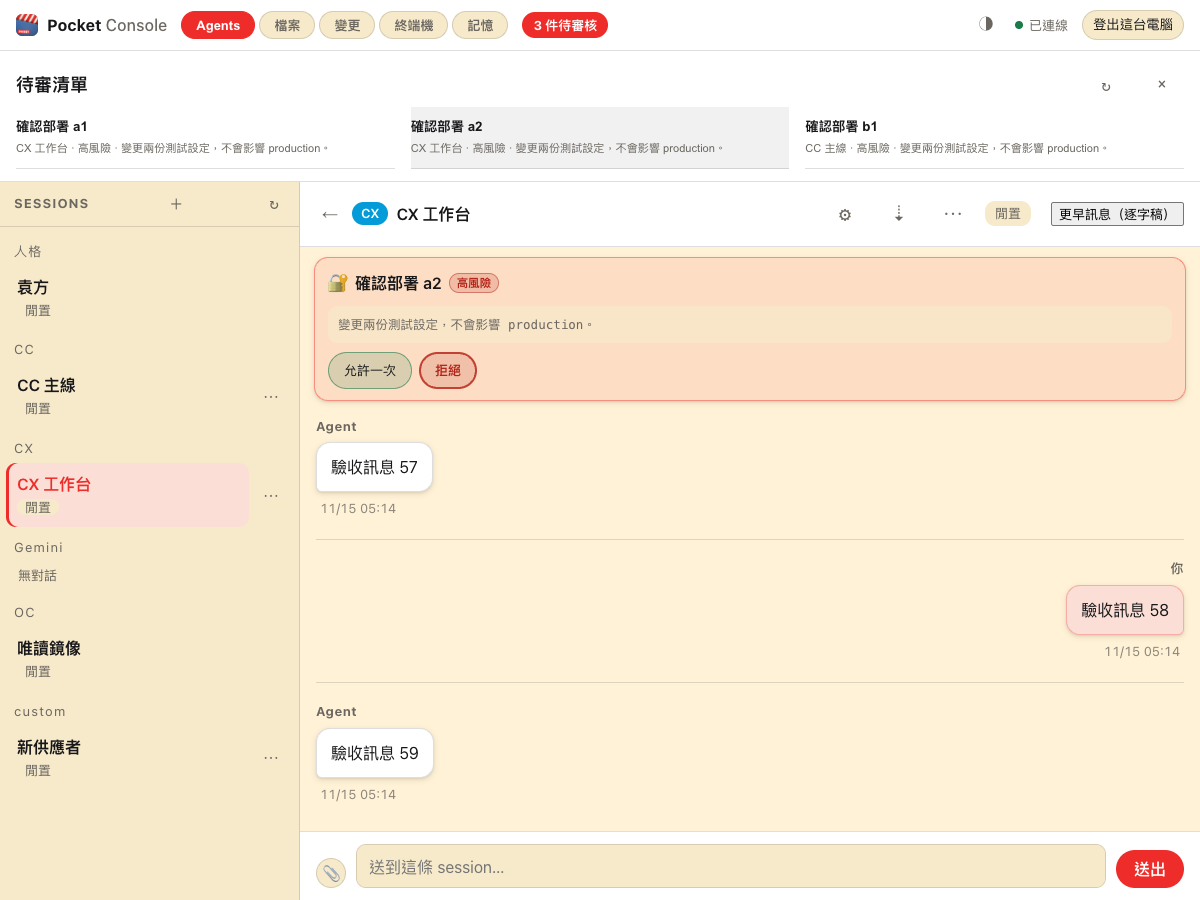 Pocket Console
Agents
檔案
變更
終端機
記憶
3 件待審核
已連線
登出這台電腦
待審清單
確認部署 a1
CX 工作台 · 高風險 · 變更兩份測試設定，不會影響 production。
確認部署 a2
CX 工作台 · 高風險 · 變更兩份測試設定，不會影響 production。
確認部署 b1
CC 主線 · 高風險 · 變更兩份測試設定，不會影響 production。
SESSIONS
人格
袁方
閒置
CC
CC 主線
閒置
CX
CX 工作台
閒置
Gemini
無對話
OC
唯讀鏡像
閒置
custom
新供應者
閒置
CX
CX 工作台
閒置
更早訊息（逐字稿）
確認部署 a2
高風險
變更兩份測試設定，不會影響 production。
允許一次
拒絕
Agent
驗收訊息 57
11/15 05:14
你
驗收訊息 58
11/15 05:14
Agent
驗收訊息 59
11/15 05:14
送到這條 session...
送出